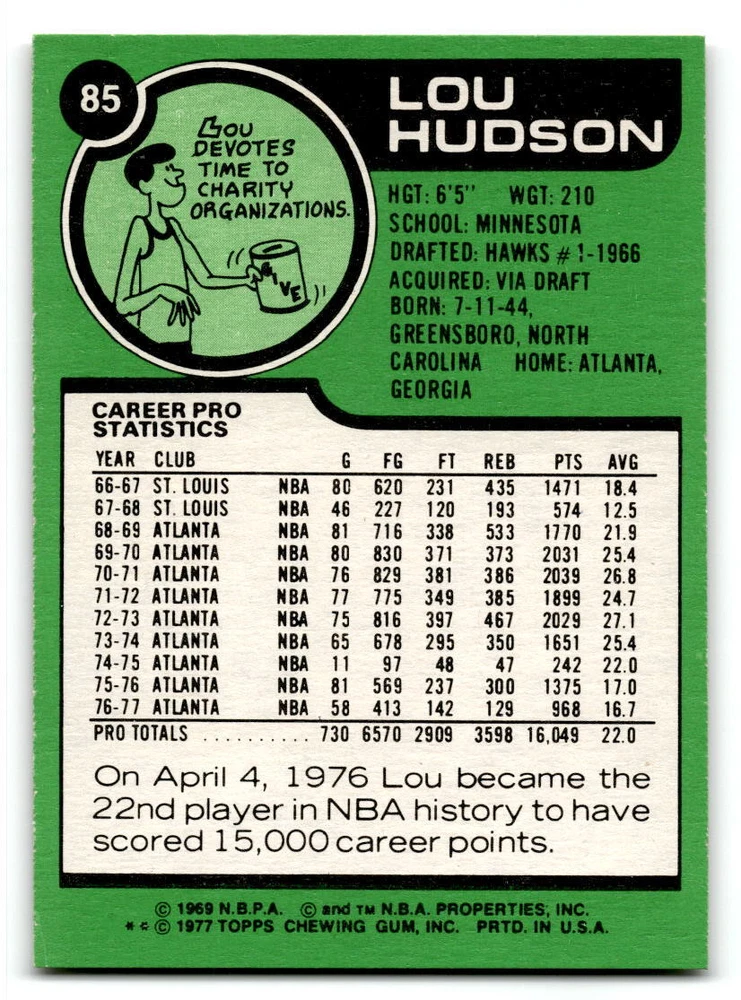 85
LOU
HUDSON
LOU
DEVOTES
TIME TO
CHARITY
ORGANIZATIONS.
GIVE
HGT: 6'5" WGT: 210
SCHOOL: MINNESOTA
DRAFTED: HAWKS # 1-1966
ACQUIRED: VIA DRAFT
BORN: 7-11-44,
GREENSBORO, NORTH
CAROLINA HOME: ATLANTA,
GEORGIA
CAREER PRO
STATISTICS
YEAR CLUB G FG FT REB PTS AVG
66-67 ST. LOUIS NBA 80 620 231 435 1471 18.4
67-68 ST. LOUIS NBA 46 227 120 193 574 12.5
68-69 ATLANTA NBA 81 716 338 533 1770 21.9
69-70 ATLANTA NBA 80 830 371 373 2031 25.4
70-71 ATLANTA NBA 76 829 381 386 2039 26.8
71-72 ATLANTA NBA 77 775 349 385 1899 24.7
72-73 ATLANTA NBA 75 816 397 467 2029 27.1
73-74 ATLANTA NBA 65 678 295 350 1651 25.4
74-75 ATLANTA NBA 11 97 48 47 242 22.0
75-76 ATLANTA NBA 81 569 237 300 1375 17.0
76-77 ATLANTA NBA 58 413 142 129 968 16.7
PRO TOTALS .......... 730 6570 2909 3598 16,049 22.0
On April 4, 1976 Lou became the
22nd player in NBA history to have
scored 15,000 career points.
© 1969 N.B.P.A. © and TM N.B.A. PROPERTIES, INC.
* * © 1977 TOPPS CHEWING GUM, INC. PRTD. IN U.S.A.